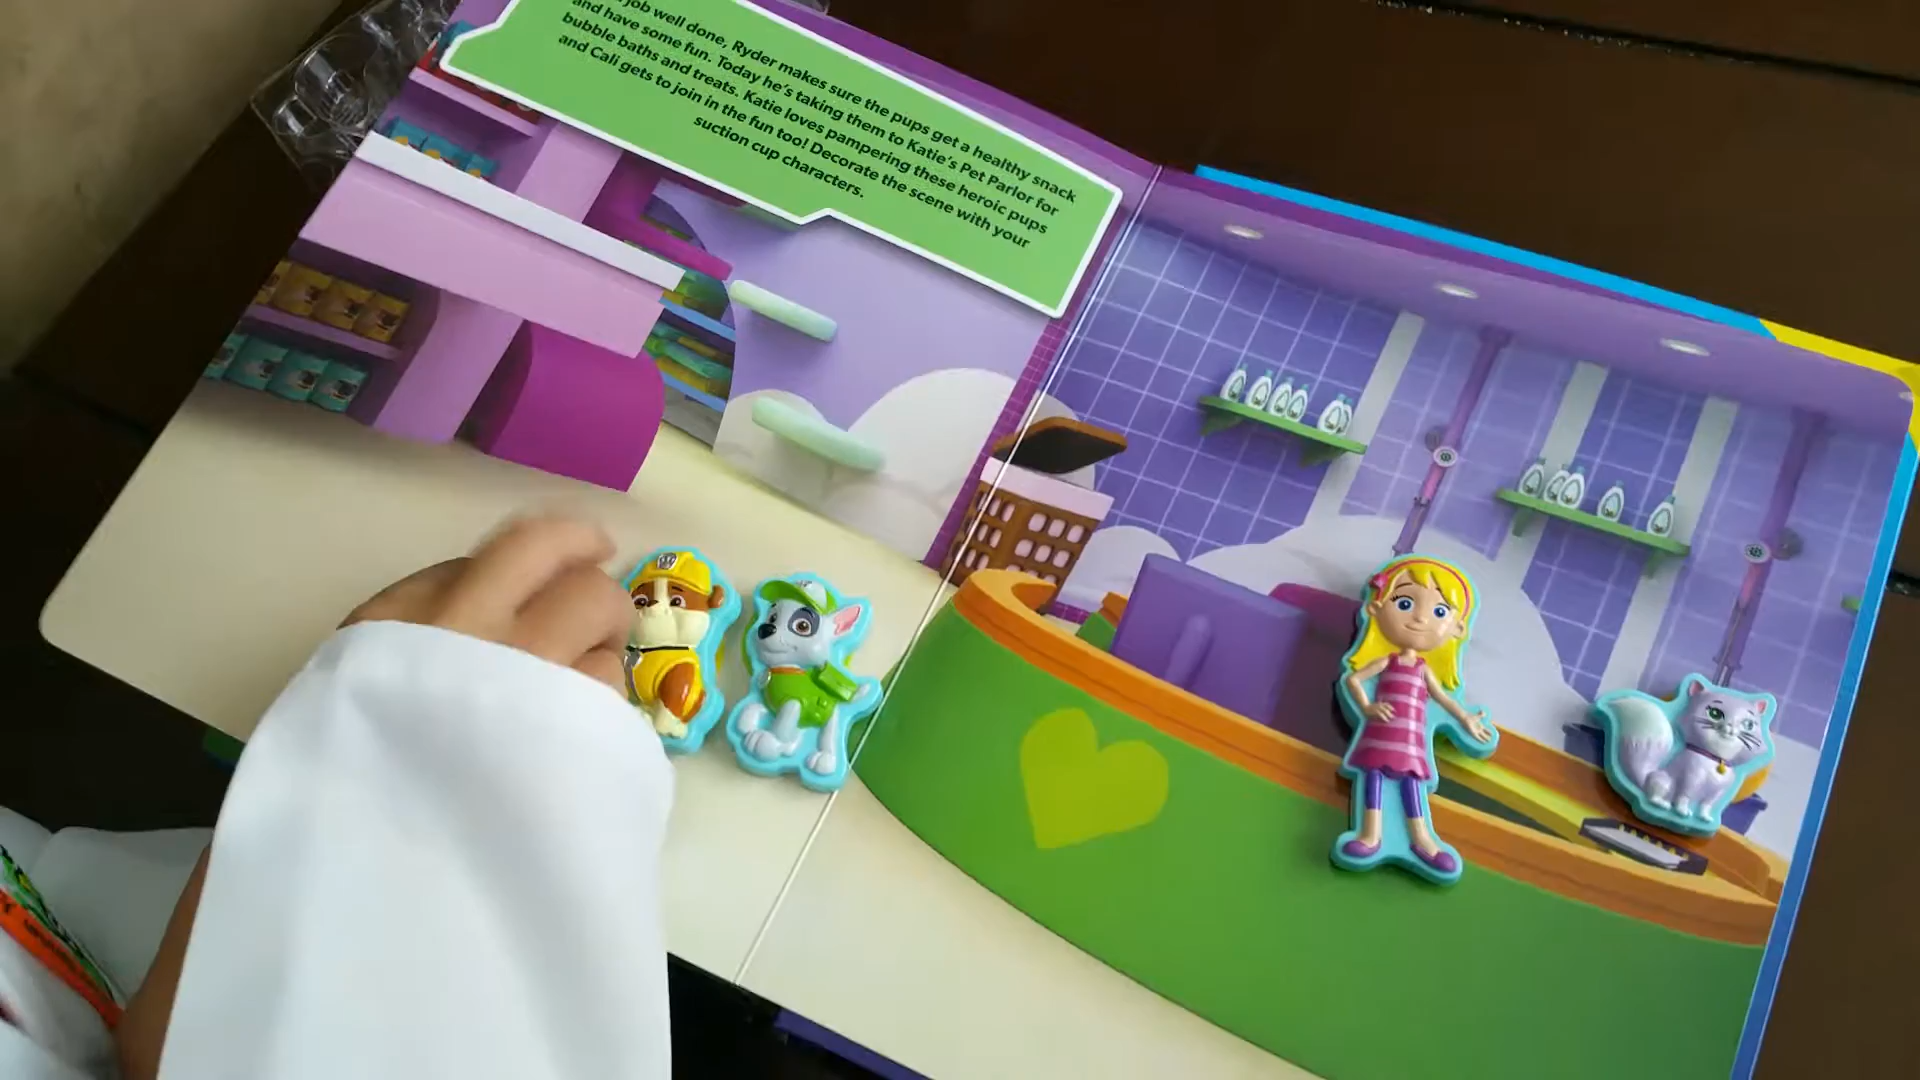 job well done, Ryder makes sure the pups get a healthy snack
and have some fun. Today he's taking them to Katie's Pet Parlor for
bubble baths and treats. Katie loves pampering these heroic pups
and Cali gets to join in the fun too! Decorate the scene with your
suction cup characters.